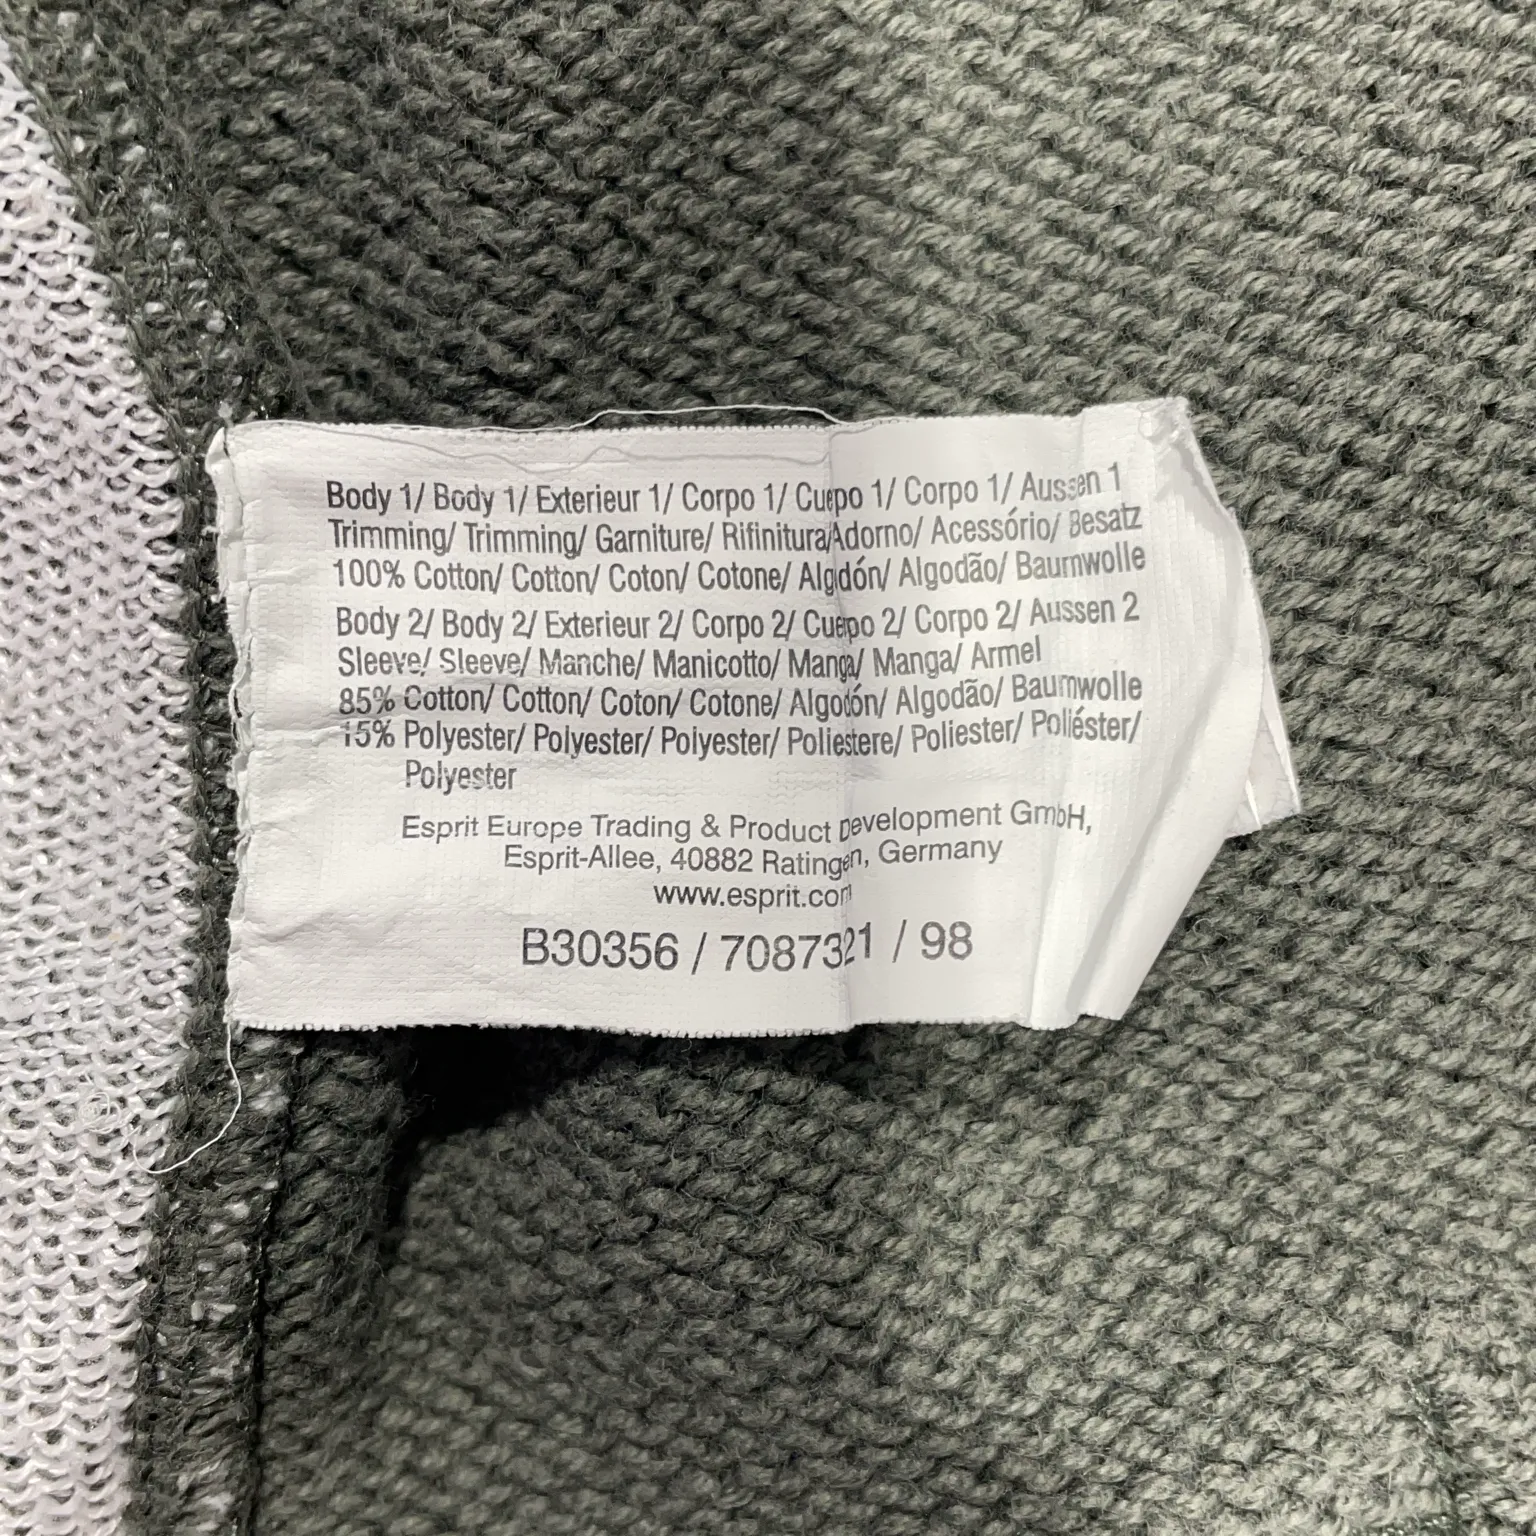 Body 1/ Body 1/ Exterieur 1/ Corpo 1/ Cuerpo 1/ Corpo 1/ Aussen 1
Trimming/ Trimming/ Garniture/ Rifinitura/Adorno/ Acessório/ Besatz
100% Cotton/ Cotton/ Coton/ Cotone/ Algodón/ Algodão/ Baumwolle
Body 2/ Body 2/ Exterieur 2/ Corpo 2/ Cuerpo 2/ Corpo 2/ Aussen 2
Sleeve/ Sleeve/ Manche/ Manicotto/ Manga/ Manga/ Armel
85% Cotton/ Cotton/ Coton/ Cotone/ Algodón/ Algodão/ Baumwolle
15% Polyester/ Polyester/ Polyester/ Poliestere/ Poliester/ Poliéster/
Polyester
Esprit Europe Trading & Product Development GmbH,
Esprit-Allee, 40882 Ratingen, Germany
www.esprit.com
B30356 / 7087321 / 98